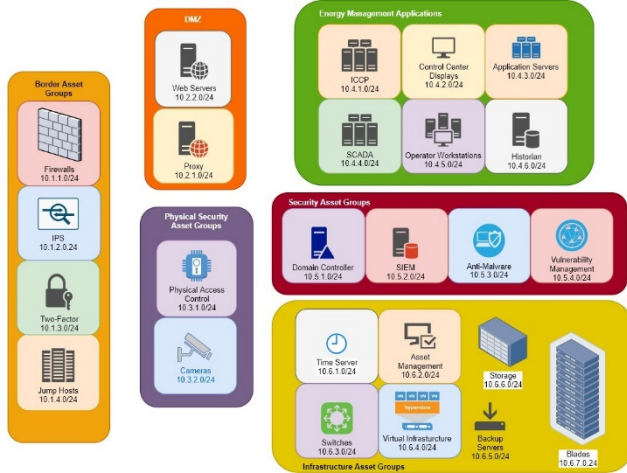 Border Asset
Groups
Firewalls
10.1.1.0/24
IPS
10.1.2.0.24
Two-Factor
10.1.3.0/24
Jump Hosts
10.1.4.0/24
DMZ
Web Servers
10.2.2.0/24
Proxy
10.2.1.0/24
Physical Security
Asset Groups
Physical Access
Control
10.3.1.0/24
Cameras
10.3.2.0/24
Energy Management Applications
ICCP
10.4.1.0/24
Control Center
Displays
10.4.2.0/24
Application Servers
10.4.3.0/24
SCADA
10.4.4.0/24
Operator Workstations
10.4.5.0/24
Historian
10.4.6.0/24
Security Asset Groups
Domain Controller
10.5.1.0/24
SIEM
10.5.2.0/24
Anti-Malware
10.5.3.0/24
Vulnerability
Management
10.5.4.0/24
Time Server
10.6.1.0/24
Asset
Management
10.6.2.0/24
Storage
10.6.6.0/24
Switches
10.6.3.0/24
Hypervisor
Virtual Infrasturcture
10.6.4.0/24
Backup
Servers
10.6.5.0/24
Blades
10.6.7.0.24
Infrastructure Asset Groups